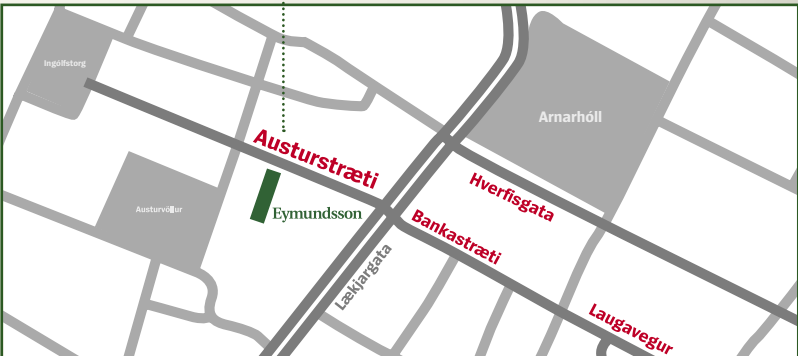 Ingólfstorg
Arnarhóll
Austurstræti
Hverfisgata
Austurvöllur
Eymundsson
Bankastræti
Lækjargata
Laugavegur